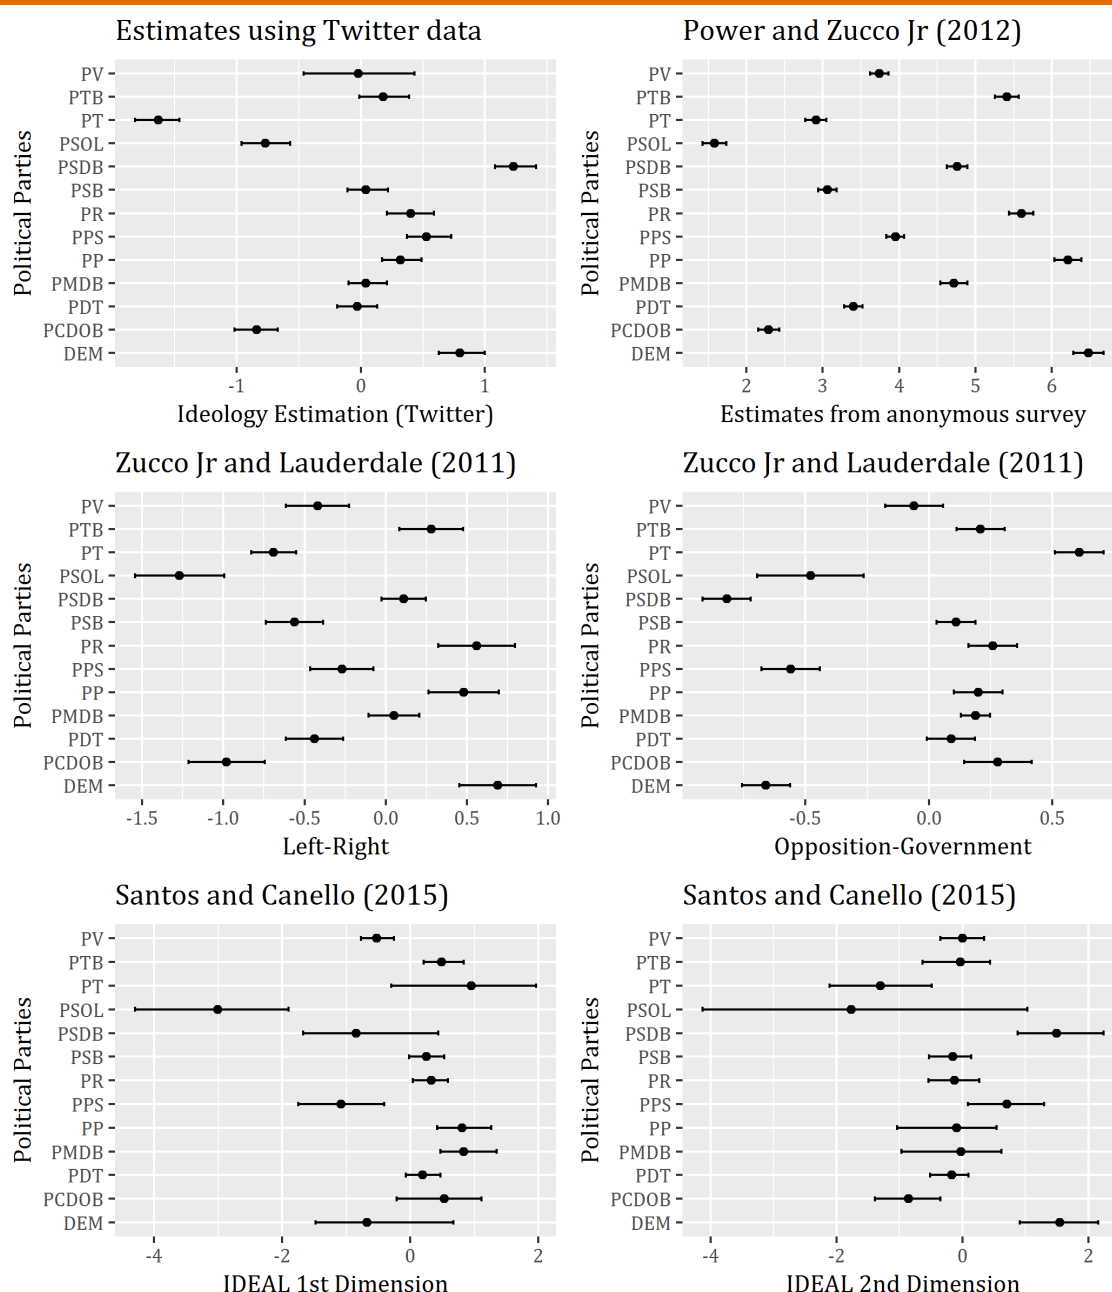 Estimates using Twitter data
Political Parties
PV
PTB
PT
PSOL
PSDB
PSB
PR
PPS
PP
PMDB
PDT
PCDOB
DEM
-1 0 1
Ideology Estimation (Twitter)
Power and Zucco Jr (2012)
Political Parties
PV
PTB
PT
PSOL
PSDB
PSB
PR
PPS
PP
PMDB
PDT
PCDOB
DEM
2 3 4 5 6
Estimates from anonymous survey
Zucco Jr and Lauderdale (2011)
Political Parties
PV
PTB
PT
PSOL
PSDB
PSB
PR
PPS
PP
PMDB
PDT
PCDOB
DEM
-1.5 -1.0 -0.5 0.0 0.5 1.0
Left-Right
Zucco Jr and Lauderdale (2011)
Political Parties
PV
PTB
PT
PSOL
PSDB
PSB
PR
PPS
PP
PMDB
PDT
PCDOB
DEM
-0.5 0.0 0.5
Opposition-Government
Santos and Canello (2015)
Political Parties
PV
PTB
PT
PSOL
PSDB
PSB
PR
PPS
PP
PMDB
PDT
PCDOB
DEM
-4 -2 0 2
IDEAL 1st Dimension
Santos and Canello (2015)
Political Parties
PV
PTB
PT
PSOL
PSDB
PSB
PR
PPS
PP
PMDB
PDT
PCDOB
DEM
-4 -2 0 2
IDEAL 2nd Dimension